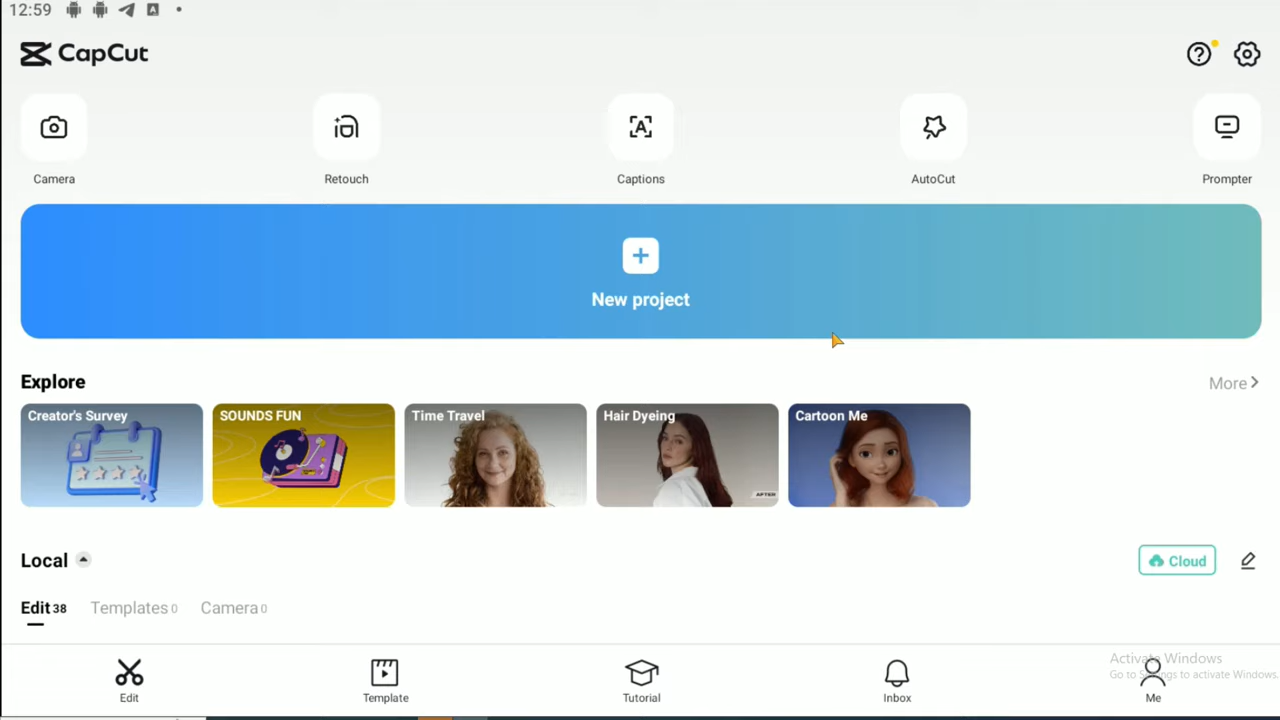 12:59
CapCut
Camera
Retouch
Captions
AutoCut
Prompter
New project
Explore
More
Creator's Survey
SOUNDS FUN
Time Travel
Hair Dyeing
AFTER
Cartoon Me
Local
Cloud
Edit 38
Templates 0
Camera 0
Edit
Template
Tutorial
Inbox
Me
Activate Windows
Go to Settings to activate Windows.